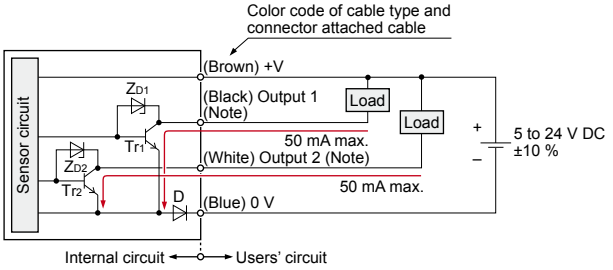 Color code of cable type and
connector attached cable
(Brown) +V
(Black) Output 1
(Note)
Load
Load
50 mA max.
(White) Output 2 (Note)
50 mA max.
(Blue) 0 V
+
−
5 to 24 V DC
±10 %
Sensor circuit
ZD1
Tr1
ZD2
Tr2
D
Internal circuit
Users' circuit